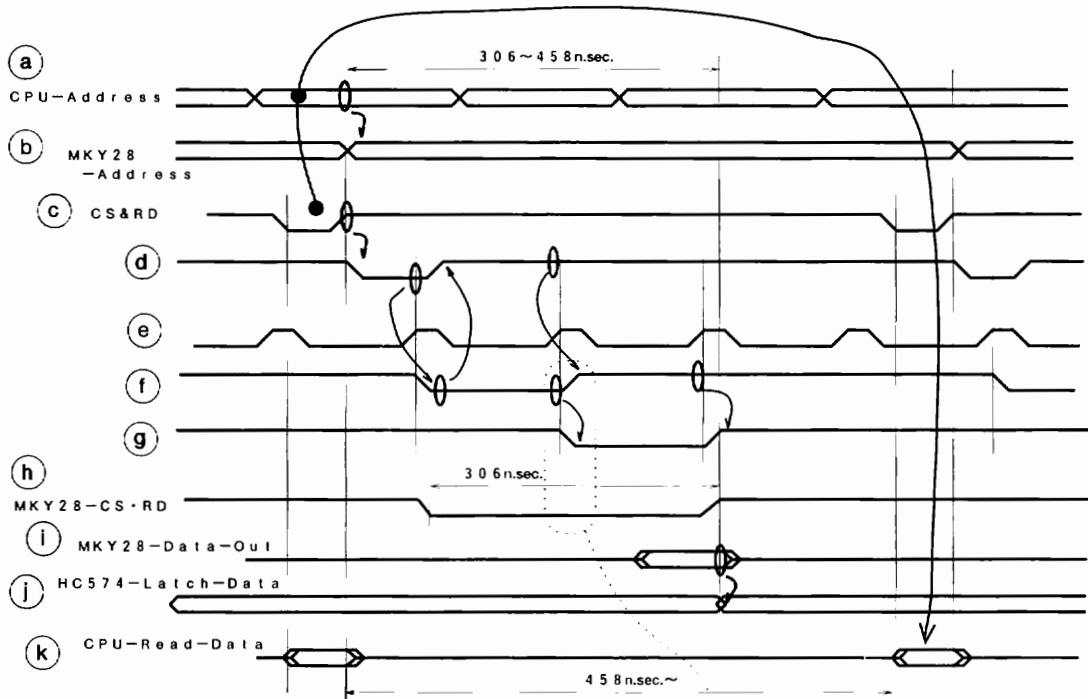 306~458n.sec.
a
CPU-Address
b
MKY28
-Address
c CS&RD
d
e
f
g
h
306n.sec.
MKY28-CS・RD
i MKY28-Data-Out
j HC574-Latch-Data
k CPU-Read-Data
458n.sec.~